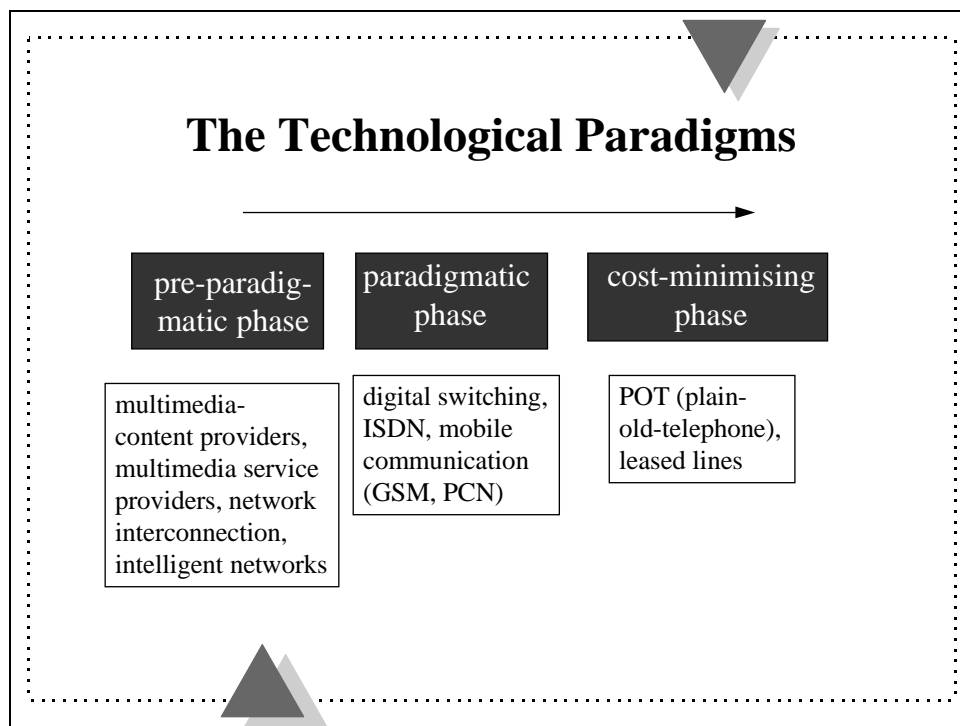 The Technological Paradigms
pre-paradig-
matic phase
paradigmatic
phase
cost-minimising
phase
multimedia-
content providers,
multimedia service
providers, network
interconnection,
intelligent networks
digital switching,
ISDN, mobile
communication
(GSM, PCN)
POT (plain-
old-telephone),
leased lines